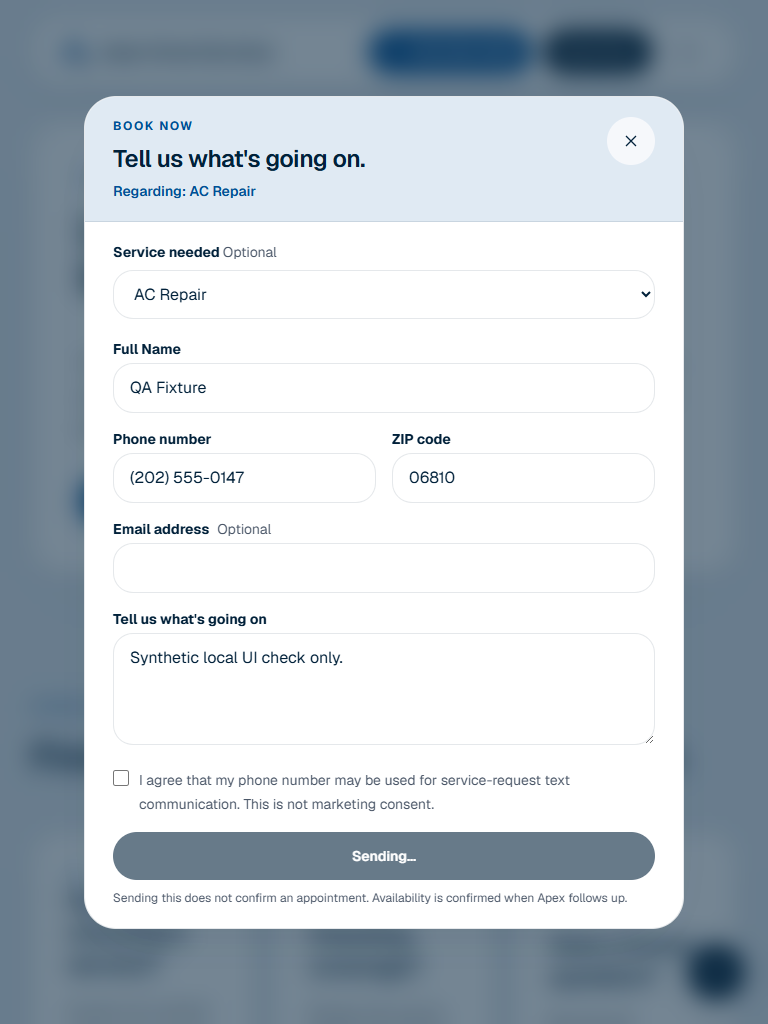 BOOK NOW
Tell us what's going on.
Regarding: AC Repair
Service needed Optional
AC Repair
Full Name
QA Fixture
Phone number ZIP code
(202) 555-0147 06810
Email address Optional
Tell us what's going on
Synthetic local UI check only.
I agree that my phone number may be used for service-request text
communication. This is not marketing consent.
Sending...
Sending this does not confirm an appointment. Availability is confirmed when Apex follows up.